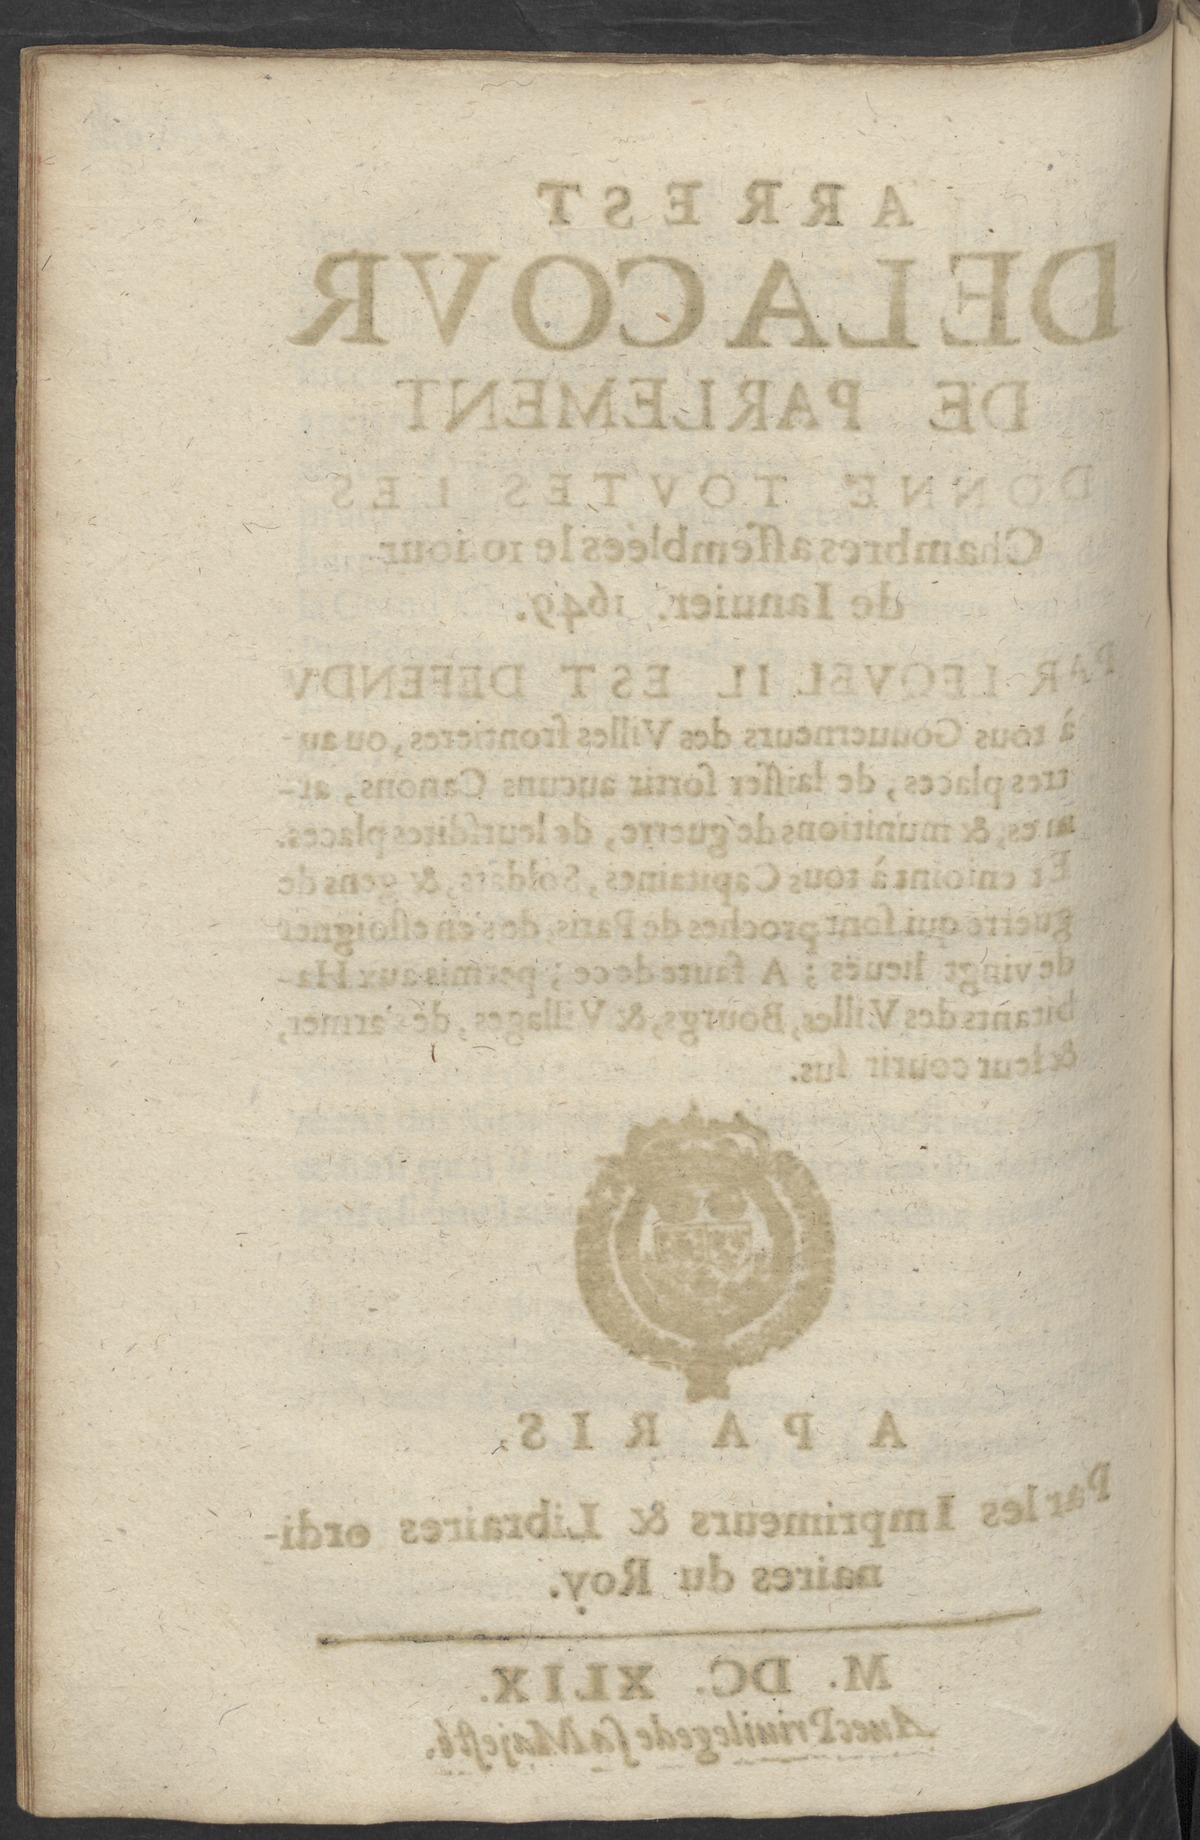 ARREST
DE LA COVR
DE PARLEMENT
DONNE' TOVTES LES
Chambres assemblées le 10. iour
de Ianuier. 1649.
PAR LEQVEL IL EST DEFENDV
à tous Gouuerneurs des Villes frontieres, ou au-
tres places, de laisser sortir aucuns Canons, ar-
mes, & munitions de guerre, de leursdites places.
Et enioint à tous Capitaines, Soldats, & gens de
guerre qui sont proches de Paris, de s'en esloigner
de vingt lieuës ; A faute de ce ; permis aux Ha-
bitants des Villes, Bourgs, & Villages, de s'armer,
& leur courir sus.
A PARIS,
Par les Imprimeurs & Libraires ordi-
naires du Roy.
M. DC. XLIX.
Auec Priuilege de sa Majesté.